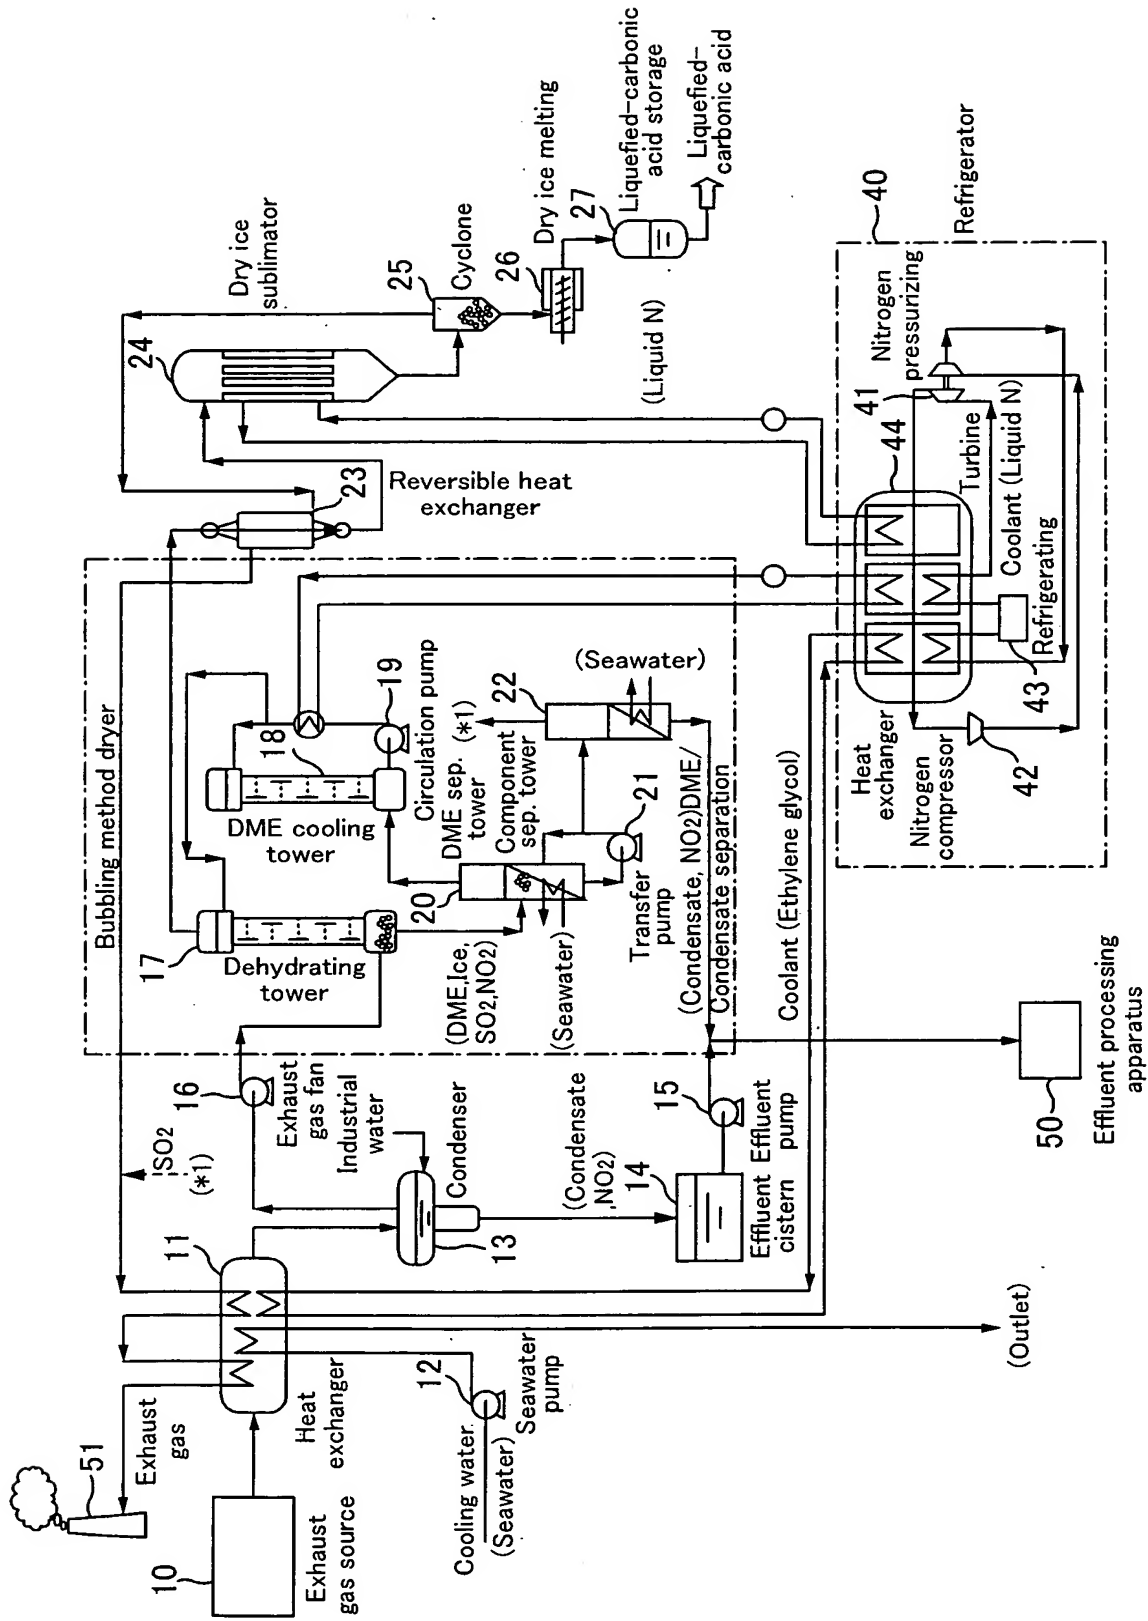 51
Exhaust
gas
10
Exhaust
gas source
11
Heat
exchanger
SO2
(*1)
Cooling water
(Seawater)
12
Seawater
pump
(Outlet)
16
Exhaust
gas fan
Industrial
water
Condenser
13
(Condensate
,NO2)
14
Effluent
cistern
15
Effluent pump
50
Effluent processing
apparatus
Bubbling method dryer
17
Dehydrating
tower
(DME,Ice,
SO2,NO2)
(Seawater)
18
DME cooling
tower
19
Circulation pump
DME sep.
tower
(*1)
20
Component
sep. tower
21
Transfer
pump
22
(Seawater)
(Condensate, NO2)DME/
Condensate separation
Coolant (Ethylene glycol)
23
Reversible heat
exchanger
24
Dry ice
sublimator
25
Cyclone
26
Dry ice melting
27
Liquefied-carbonic
acid storage
Liquefied-
carbonic acid
(Liquid N)
40
Refrigerator
Nitrogen
pressurizing
41
44
Turbine
Coolant (Liquid N)
Refrigerating
43
Heat
exchanger
Nitrogen
compressor
42